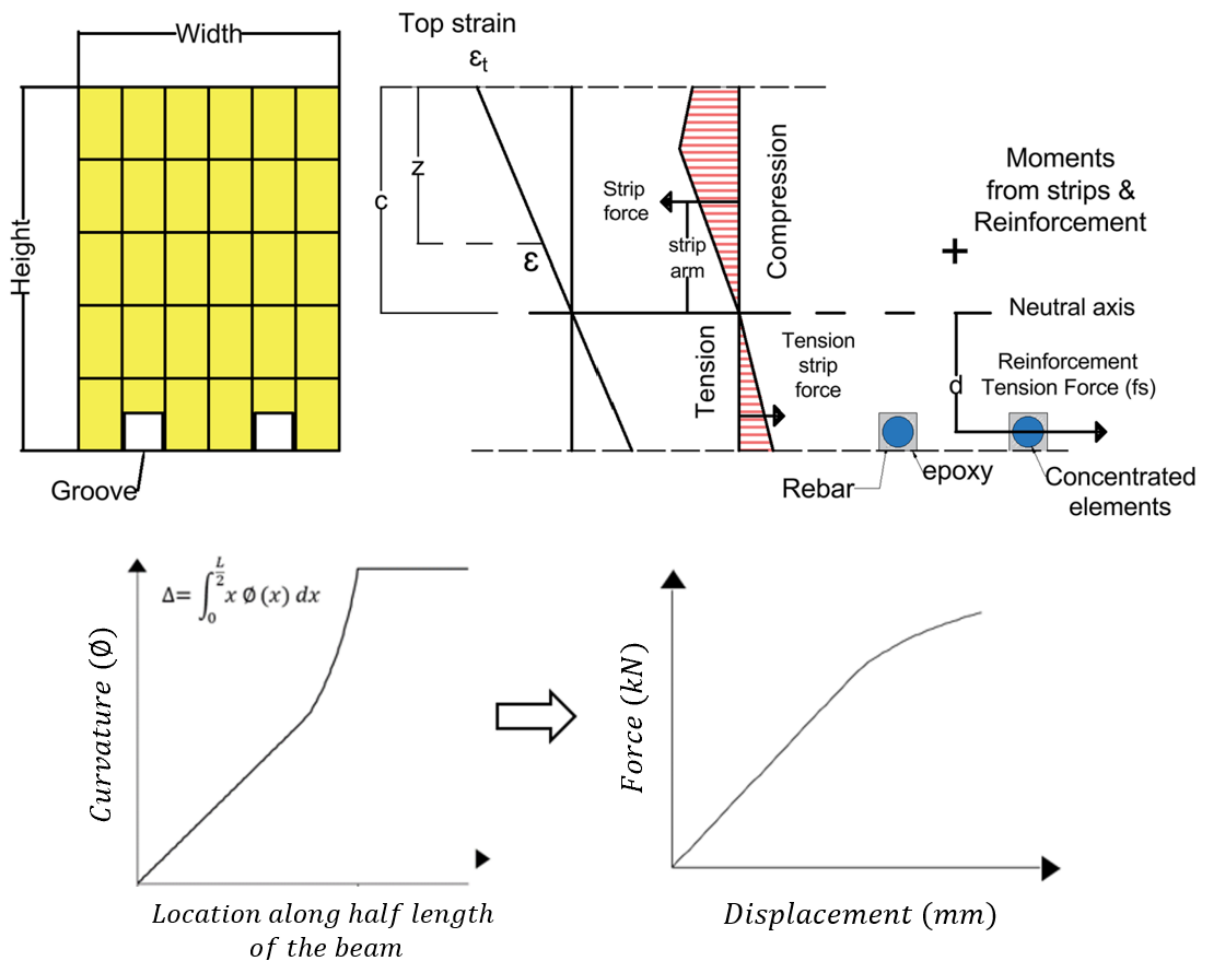 Width
Height
Groove
Top strain
εt
c
z
ε
Strip
force
strip
arm
Compression
Tension
Tension
strip
force
Moments
from strips &
Reinforcement
+
Neutral axis
d
Reinforcement
Tension Force (fs)
Rebar
epoxy
Concentrated
elements
Δ= ∫₀^(L/2) x Ø (x) dx
Curvature (Ø)
Location along half length
of the beam
Force (kN)
Displacement (mm)